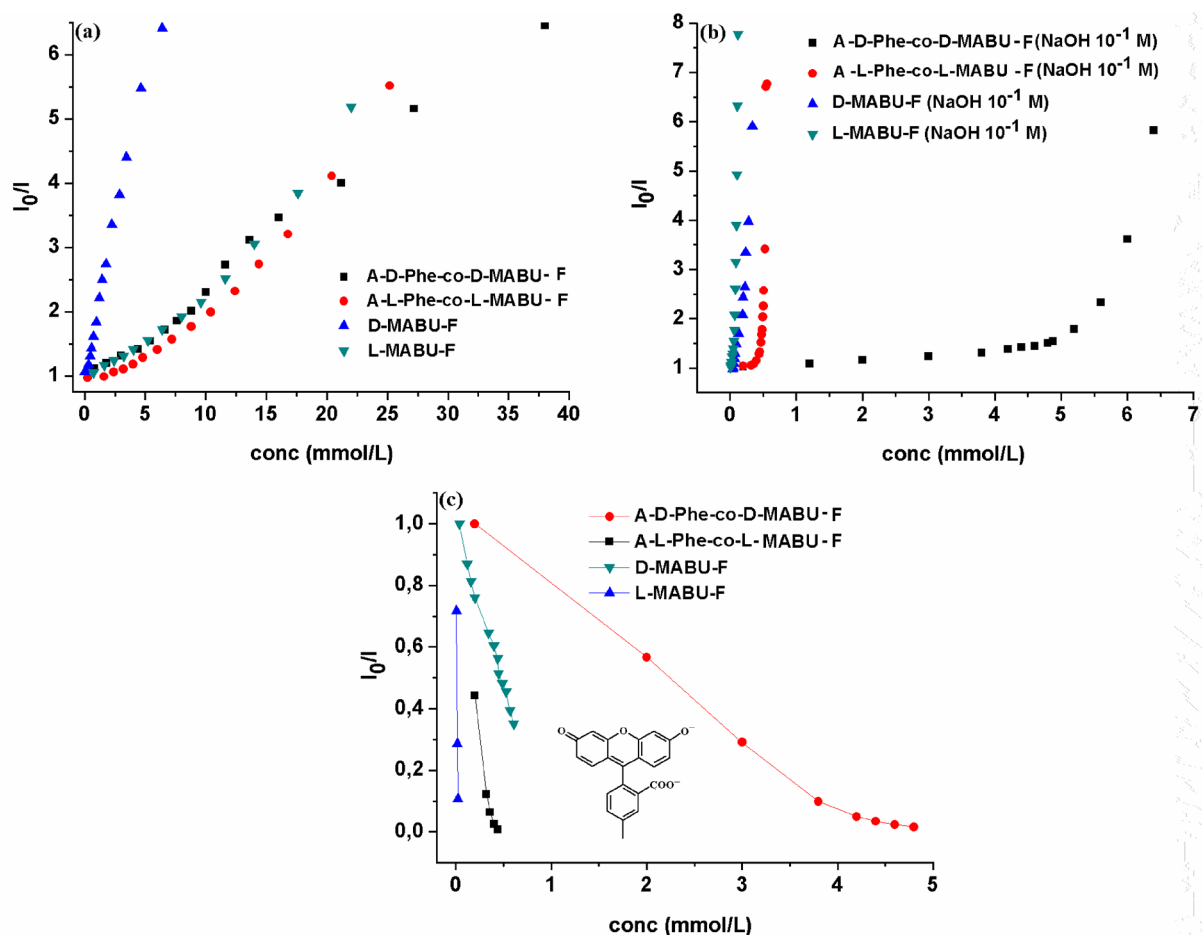 (a)
6
5
4
3
2
1
I0/I
A-D-Phe-co-D-MABU- F
A-L-Phe-co-L-MABU- F
D-MABU-F
L-MABU-F
0 5 10 15 20 25 30 35 40
conc (mmol/L)
(b)
8
7
6
5
4
3
2
1
0
I0/I
A-D-Phe-co-D-MABU - F (NaOH 10-1 M)
A -L-Phe-co-L-MABU -F (NaOH 10-1 M)
D-MABU-F (NaOH 10-1 M)
L-MABU-F (NaOH 10-1 M)
0 1 2 3 4 5 6 7
conc (mmol/L)
(c)
1,0
0,8
0,6
0,4
0,2
0,0
I0/I
A-D-Phe-co-D-MABU- F
A-L-Phe-co-L- MABU- F
D-MABU-F
L-MABU-F
O O O−
COO−
0 1 2 3 4 5
conc (mmol/L)